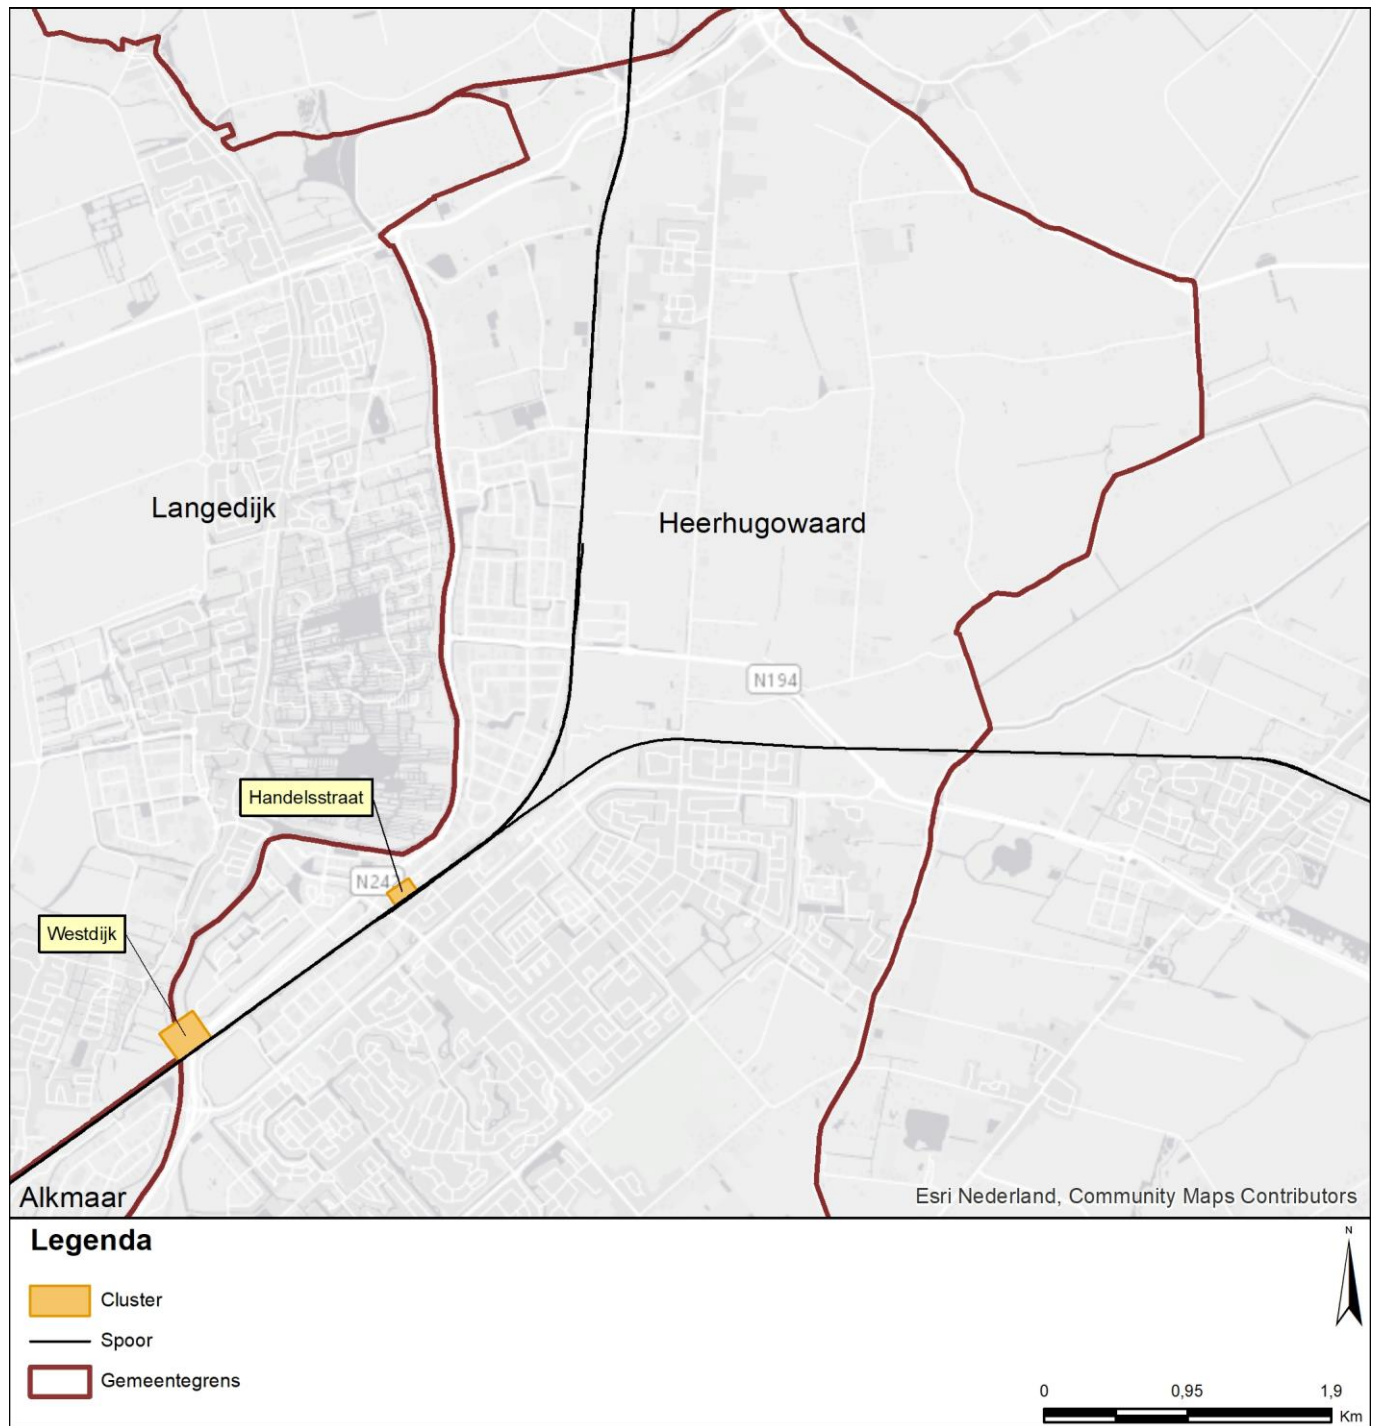 Langedijk
Heerhugowaard
N194
Handelsstraat
N242
Westdijk
Alkmaar
Esri Nederland, Community Maps Contributors
Legenda
N
Cluster
Spoor
Gemeentegrens
0 0,95 1,9
Km